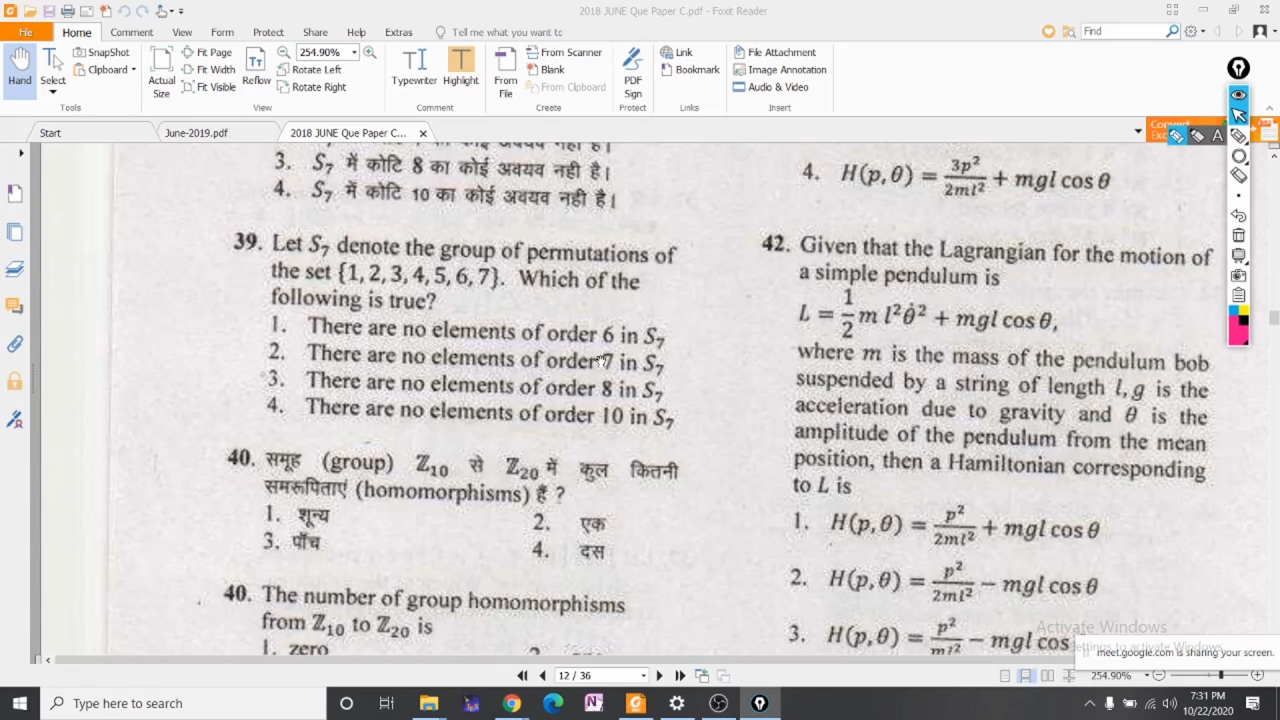 2018 JUNE Que Paper C.pdf - Foxit Reader
File Home Comment View Form Protect Share Help Extras Tell me what you want to Find
Hand
Select
SnapShot
Clipboard
Tools
Actual Size
Fit Page
Fit Width
Fit Visible
Reflow
254.90%
Rotate Left
Rotate Right
View
Typewriter
Highlight
Comment
From File
From Scanner
Blank
From Clipboard
Create
PDF Sign
Protect
Link
Bookmark
Links
File Attachment
Image Annotation
Audio & Video
Insert
Start June-2019.pdf 2018 JUNE Que Paper C...
3. S₇ में कोटि 8 का कोई अवयव नही है।
4. S₇ में कोटि 10 का कोई अवयव नही है।
39. Let S₇ denote the group of permutations of
the set {1, 2, 3, 4, 5, 6, 7}. Which of the
following is true?
1. There are no elements of order 6 in S₇
2. There are no elements of order 7 in S₇
3. There are no elements of order 8 in S₇
4. There are no elements of order 10 in S₇
40. समूह (group) ℤ₁₀ से ℤ₂₀ में कुल कितनी
समरूपिताएं (homomorphisms) हैं ?
1. शून्य 2. एक
3. पाँच 4. दस
40. The number of group homomorphisms
from ℤ₁₀ to ℤ₂₀ is
1. zero
4. H(p, θ) = 3p²/2ml² + mgl cos θ
42. Given that the Lagrangian for the motion of
a simple pendulum is
L = 1/2 m l²θ̇² + mgl cos θ,
where m is the mass of the pendulum bob
suspended by a string of length l, g is the
acceleration due to gravity and θ is the
amplitude of the pendulum from the mean
position, then a Hamiltonian corresponding
to L is
1. H(p, θ) = p²/2ml² + mgl cos θ
2. H(p, θ) = p²/2ml² − mgl cos θ
3. H(p, θ) = p²/ml² − mgl cos
Activate Windows
meet.google.com is sharing your screen.
12 / 36
254.90%
Type here to search
7:31 PM
10/22/2020